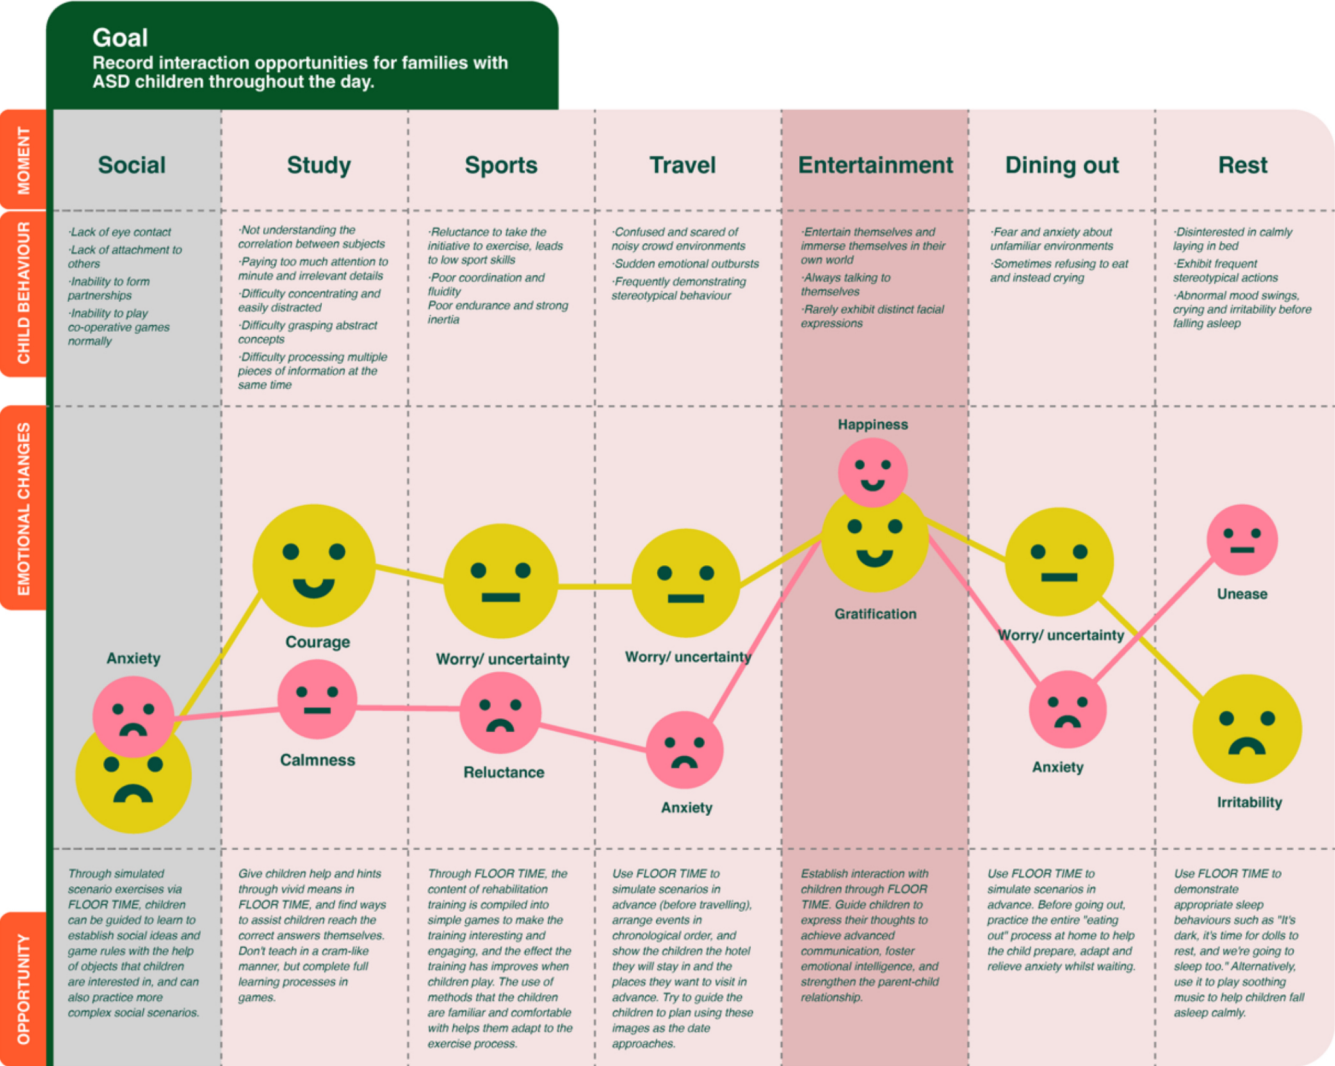 Goal
Record interaction opportunities for families with
ASD children throughout the day.
MOMENT
Social
Study
Sports
Travel
Entertainment
Dining out
Rest
CHILD BEHAVIOUR
·Lack of eye contact
·Lack of attachment to
others
·Inability to form
partnerships
·Inability to play
co-operative games
normally
·Not understanding the
correlation between subjects
·Paying too much attention to
minute and irrelevant details
·Difficulty concentrating and
easily distracted
·Difficulty grasping abstract
concepts
·Difficulty processing multiple
pieces of information at the
same time
·Reluctance to take the
initiative to exercise, leads
to low sport skills
·Poor coordination and
fluidity
Poor endurance and strong
inertia
·Confused and scared of
noisy crowd environments
·Sudden emotional outbursts
·Frequently demonstrating
stereotypical behaviour
·Entertain themselves and
immerse themselves in their
own world
·Always talking to
themselves
·Rarely exhibit distinct facial
expressions
·Fear and anxiety about
unfamiliar environments
·Sometimes refusing to eat
and instead crying
·Disinterested in calmly
laying in bed
·Exhibit frequent
stereotypical actions
·Abnormal mood swings,
crying and irritability before
falling asleep
EMOTIONAL CHANGES
Anxiety
Courage
Calmness
Worry/ uncertainty
Reluctance
Worry/ uncertainty
Anxiety
Happiness
Gratification
Worry/ uncertainty
Anxiety
Unease
Irritability
OPPORTUNITY
Through simulated
scenario exercises via
FLOOR TIME, children
can be guided to learn to
establish social ideas and
game rules with the help
of objects that children
are interested in, and can
also practice more
complex social scenarios.
Give children help and hints
through vivid means in
FLOOR TIME, and find ways
to assist children reach the
correct answers themselves.
Don't teach in a cram-like
manner, but complete full
learning processes in
games.
Through FLOOR TIME, the
content of rehabilitation
training is compiled into
simple games to make the
training interesting and
engaging, and the effect the
training has improves when
children play. The use of
methods that the children
are familiar and comfortable
with helps them adapt to the
exercise process.
Use FLOOR TIME to
simulate scenarios in
advance (before travelling),
arrange events in
chronological order, and
show the children the hotel
they will stay in and the
places they want to visit in
advance. Try to guide the
children to plan using these
images as the date
approaches.
Establish interaction with
children through FLOOR
TIME. Guide children to
express their thoughts to
achieve advanced
communication, foster
emotional intelligence, and
strengthen the parent-child
relationship.
Use FLOOR TIME to
simulate scenarios in
advance. Before going out,
practice the entire "eating
out" process at home to help
the child prepare, adapt and
relieve anxiety whilst waiting.
Use FLOOR TIME to
demonstrate
appropriate sleep
behaviours such as "It's
dark, it's time for dolls to
rest, and we're going to
sleep too." Alternatively,
use it to play soothing
music to help children fall
asleep calmly.